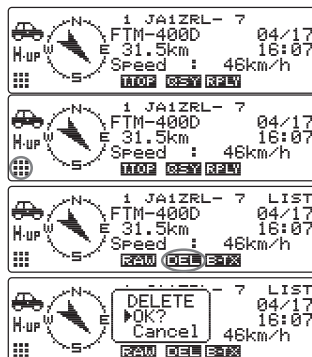 N
W E
S
H·UP
1 JA1ZRL- 7
FTM-400D 04/17
31.5km 16:07
Speed : 46km/h
TTOP QSY RPLY
N
W E
S
H·UP
1 JA1ZRL- 7
FTM-400D 04/17
31.5km 16:07
Speed : 46km/h
TTOP QSY RPLY
N
W E
S
H·UP
1 JA1ZRL- 7 LIST
FTM-400D 04/17
31.5km 16:07
Speed : 46km/h
RAW DEL B-TX
N
W
S
H·UP
- 7 LIST
DELETE 04/17
OK? 16:07
Cancel 46km/h
RAW DEL B-TX